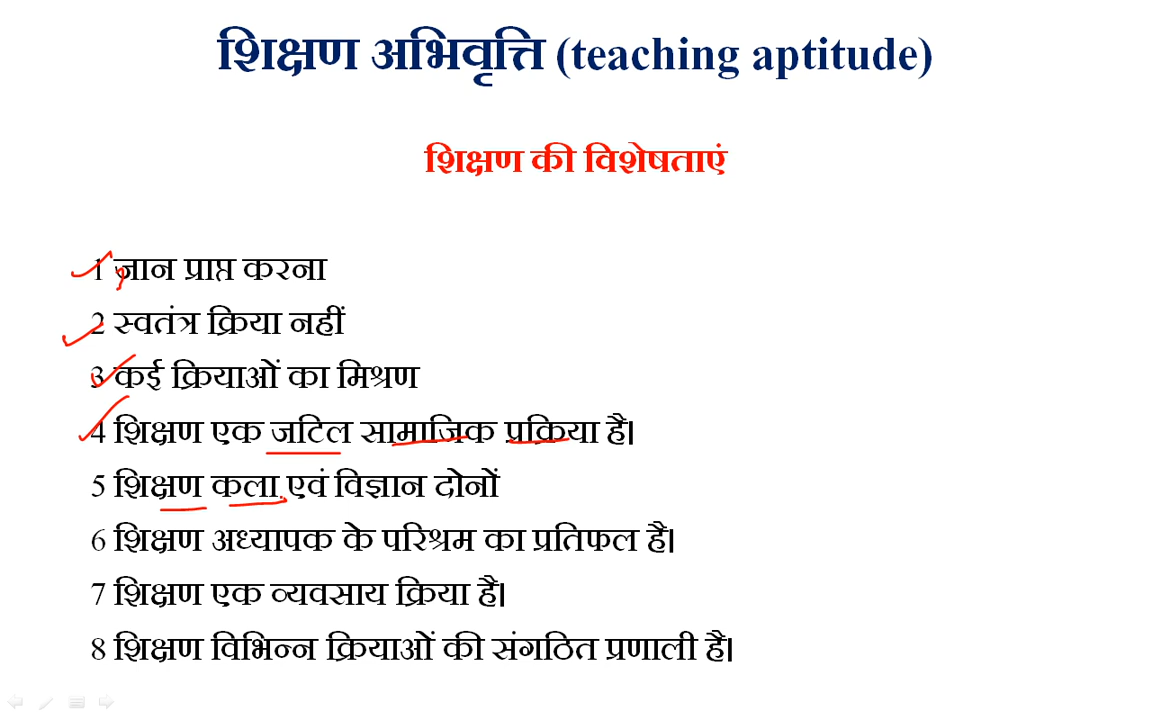 शिक्षण अभिवृत्ति (teaching aptitude)
शिक्षण की विशेषताएं
1 ज्ञान प्राप्त करना
2 स्वतंत्र क्रिया नहीं
3 कई क्रियाओं का मिश्रण
4 शिक्षण एक जटिल सामाजिक प्रक्रिया है।
5 शिक्षण कला एवं विज्ञान दोनों
6 शिक्षण अध्यापक के परिश्रम का प्रतिफल है।
7 शिक्षण एक व्यवसाय क्रिया है।
8 शिक्षण विभिन्न क्रियाओं की संगठित प्रणाली है।